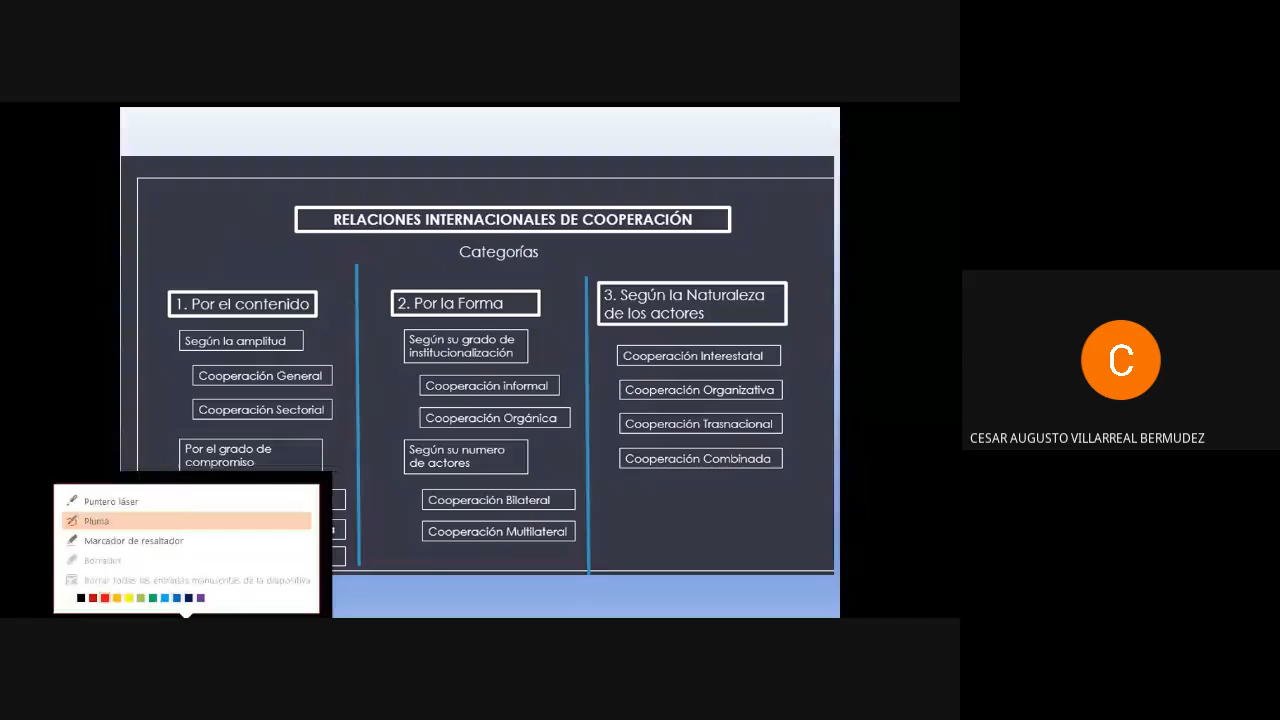 RELACIONES INTERNACIONALES DE COOPERACIÓN
Categorías
1. Por el contenido
Según la amplitud
Cooperación General
Cooperación Sectorial
Por el grado de
compromiso
2. Por la Forma
Según su grado de
institucionalización
Cooperación informal
Cooperación Orgánica
Según su numero
de actores
Cooperación Bilateral
Cooperación Multilateral
3. Según la Naturaleza
de los actores
Cooperación Interestatal
Cooperación Organizativa
Cooperación Trasnacional
Cooperación Combinada
Puntero láser
Pluma
Marcador de resaltador
Borrador
Borrar todas las entradas manuscritas de la diapositiva
C
CESAR AUGUSTO VILLARREAL BERMUDEZ